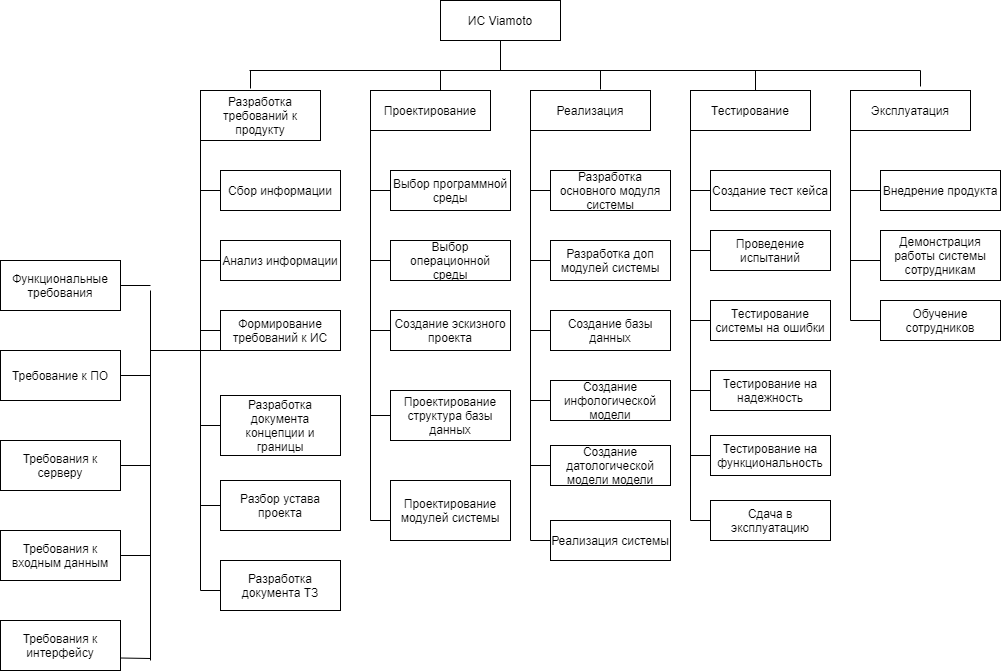 ИС Viamoto
Разработка
требований к
продукту
Проектирование
Реализация
Тестирование
Эксплуатация
Сбор информации
Анализ информации
Формирование
требований к ИС
Разработка
документа
концепции и
границы
Разбор устава
проекта
Разработка
документа ТЗ
Функциональные
требования
Требование к ПО
Требования к
серверу
Требования к
входным данным
Требования к
интерфейсу
Выбор программной
среды
Выбор
операционной
среды
Создание эскизного
проекта
Проектирование
структура базы
данных
Проектирование
модулей системы
Разработка
основного модуля
системы
Разработка доп
модулей системы
Создание базы
данных
Создание
инфологической
модели
Создание
датологической
модели модели
Реализация системы
Создание тест кейса
Проведение
испытаний
Тестирование
системы на ошибки
Тестирование на
надежность
Тестирование на
функциональность
Сдача в
эксплуатацию
Внедрение продукта
Демонстрация
работы системы
сотрудникам
Обучение
сотрудников